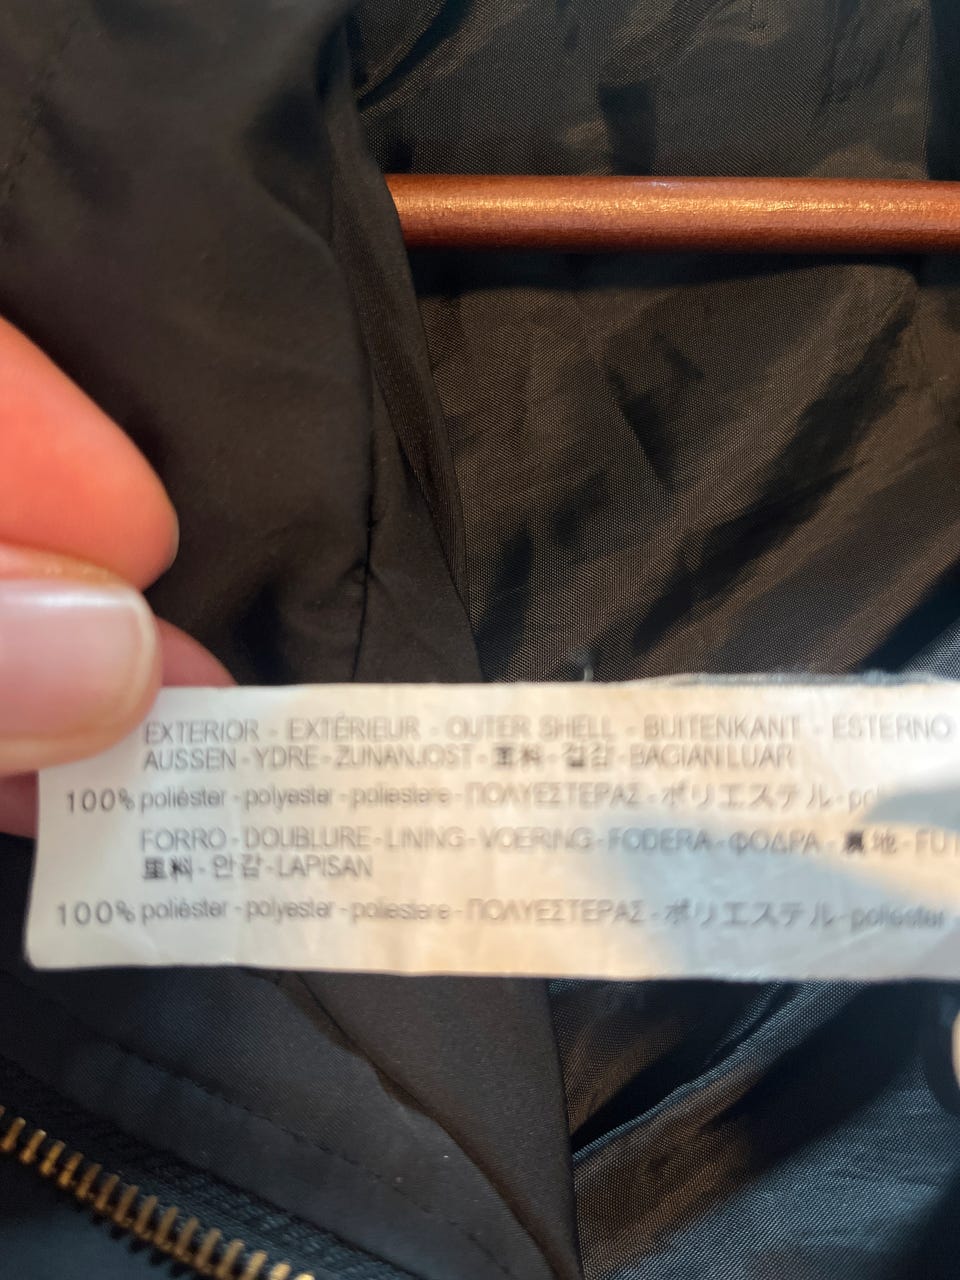 EXTERIOR - EXTÉRIEUR - OUTER SHELL - BUITENKANT - ESTERNO
AUSSEN - YDRE - ZUNANJOST - 面料 - 겉감 - BAGIAN LUAR
100% poliéster - polyester - poliestere - ΠΟΛΥΕΣΤΕΡΑΣ - ポリエステル -
FORRO - DOUBLURE - LINING - VOERING - FODERA - ΦΟΔΡΑ - 裏地 -
里料 - 안감 - LAPISAN
100% poliéster - polyester - poliestere - ΠΟΛΥΕΣΤΕΡΑΣ - ポリエステル - poliester -